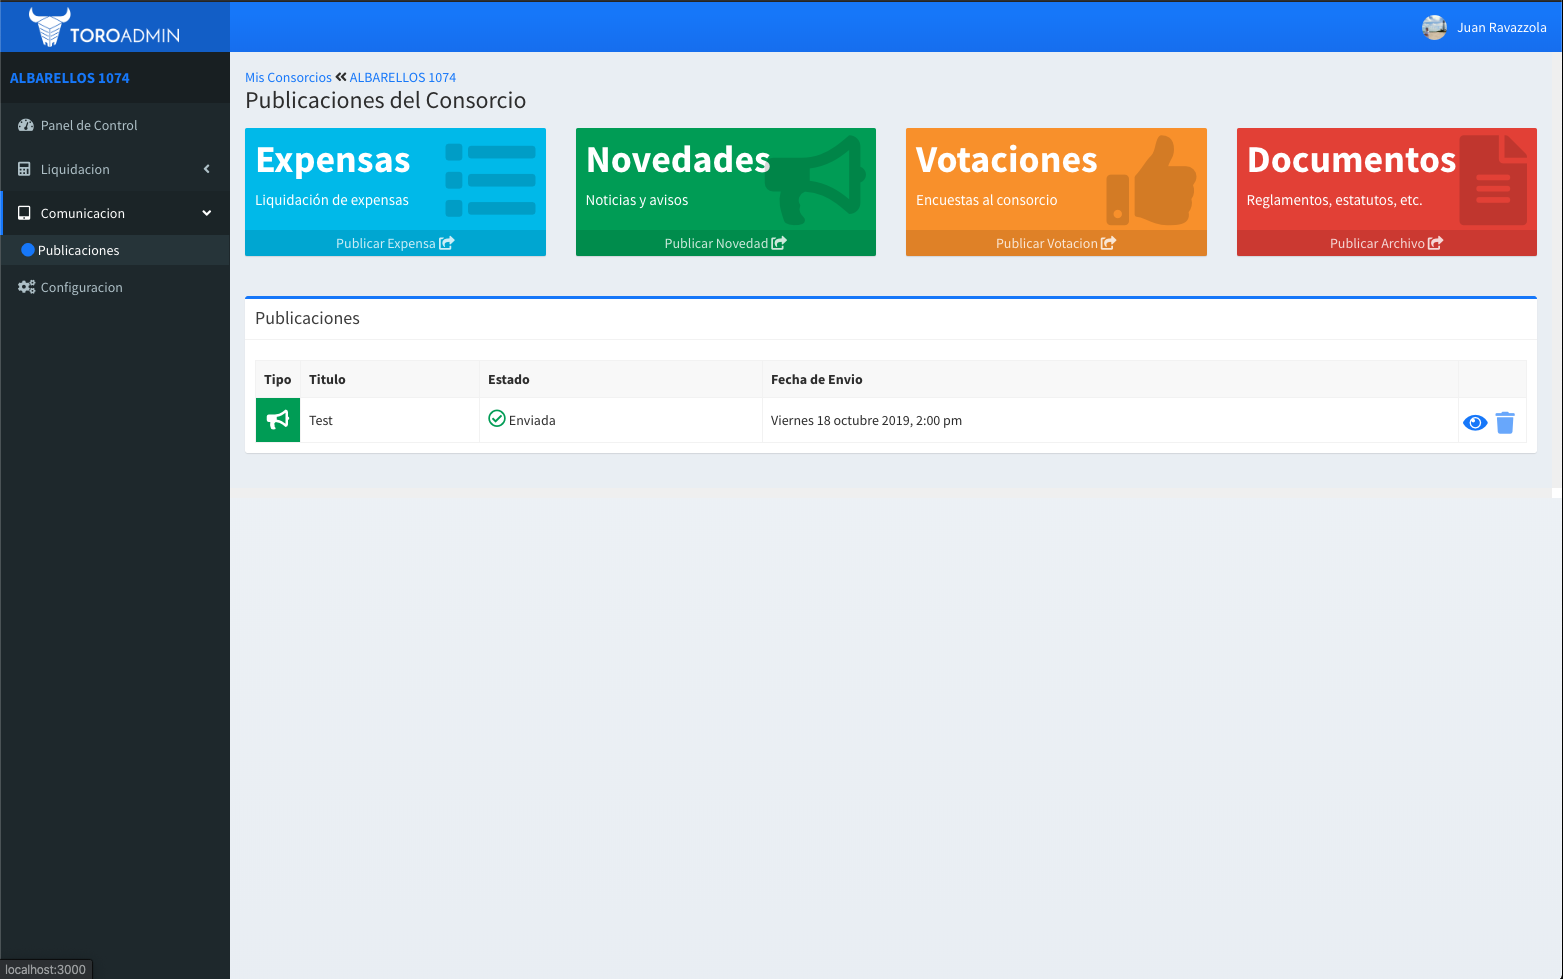 TOROADMIN
Juan Ravazzola
ALBARELLOS 1074
Panel de Control
Liquidacion
Comunicacion
Publicaciones
Configuracion
Mis Consorcios ALBARELLOS 1074
Publicaciones del Consorcio
Expensas
Liquidación de expensas
Publicar Expensa
Novedades
Noticias y avisos
Publicar Novedad
Votaciones
Encuestas al consorcio
Publicar Votacion
Documentos
Reglamentos, estatutos, etc.
Publicar Archivo
Publicaciones
Tipo Titulo Estado Fecha de Envio
Test Enviada Viernes 18 octubre 2019, 2:00 pm
localhost:3000